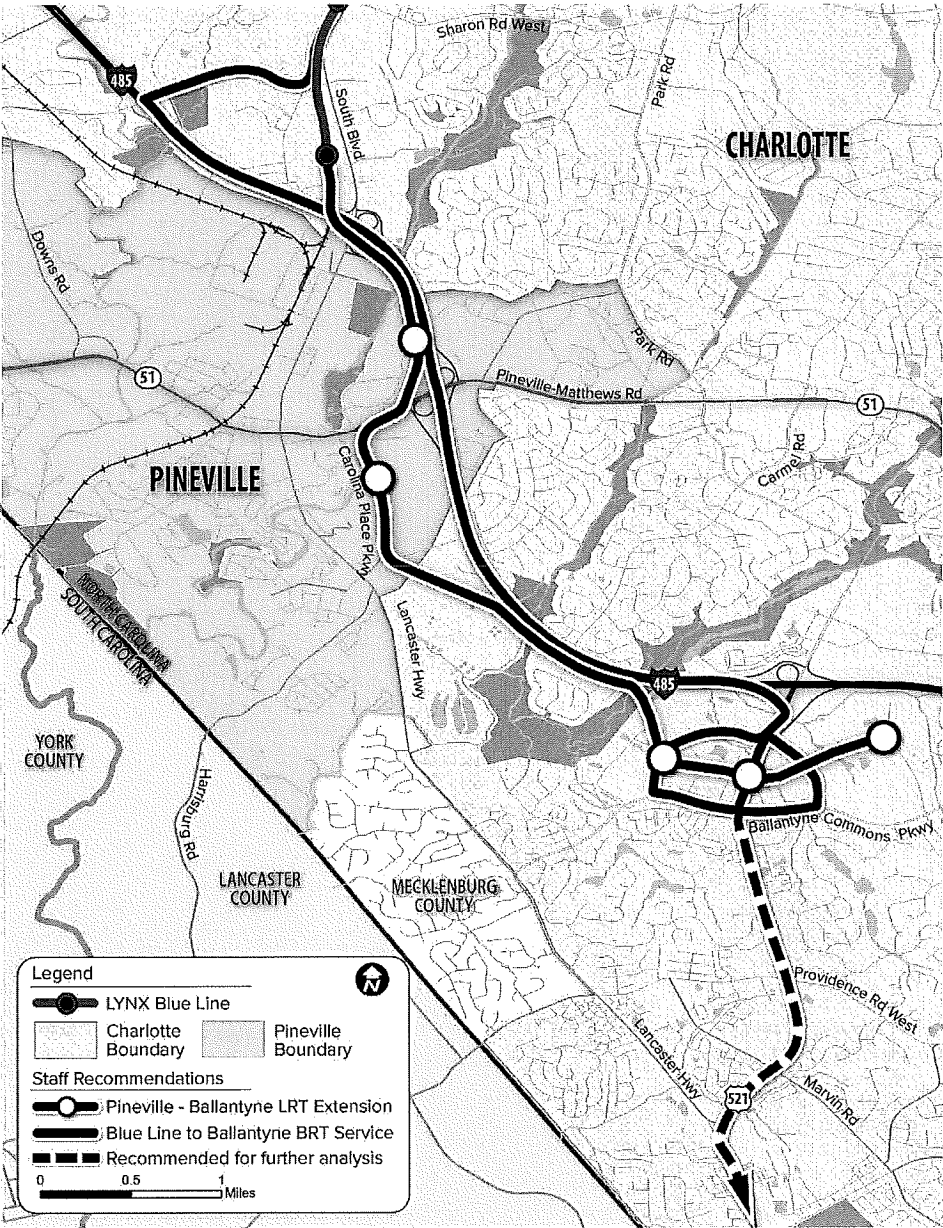 Sharon Rd West
485
Park Rd
South Blvd
CHARLOTTE
Downs Rd
Park Rd
51
Pineville-Matthews Rd
51
PINEVILLE
Carolina Place Pkwy
Carmel Rd
NORTH CAROLINA
SOUTH CAROLINA
Lancaster Hwy
485
YORK
COUNTY
Harrisburg Rd
Ballantyne Commons Pkwy
LANCASTER
COUNTY
MECKLENBURG
COUNTY
Providence Rd West
Lancaster Hwy
521
Marvin Rd
Legend
N
LYNX Blue Line
Charlotte
Boundary
Pineville
Boundary
Staff Recommendations
Pineville - Ballantyne LRT Extension
Blue Line to Ballantyne BRT Service
Recommended for further analysis
0 0.5 1
Miles